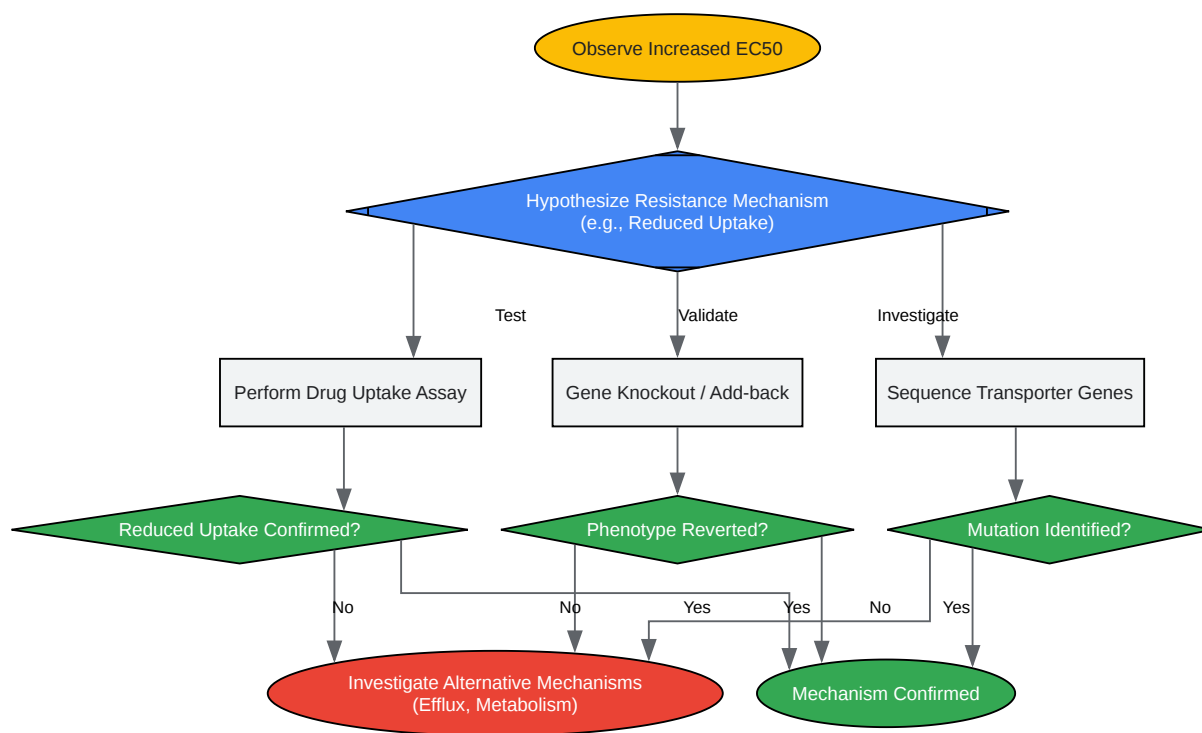 Observe Increased EC50
Hypothesize Resistance Mechanism
(e.g., Reduced Uptake)
Test
Validate
Investigate
Perform Drug Uptake Assay
Gene Knockout / Add-back
Sequence Transporter Genes
Reduced Uptake Confirmed?
Phenotype Reverted?
Mutation Identified?
No
No
Yes
Yes
No
Yes
Investigate Alternative Mechanisms
(Efflux, Metabolism)
Mechanism Confirmed